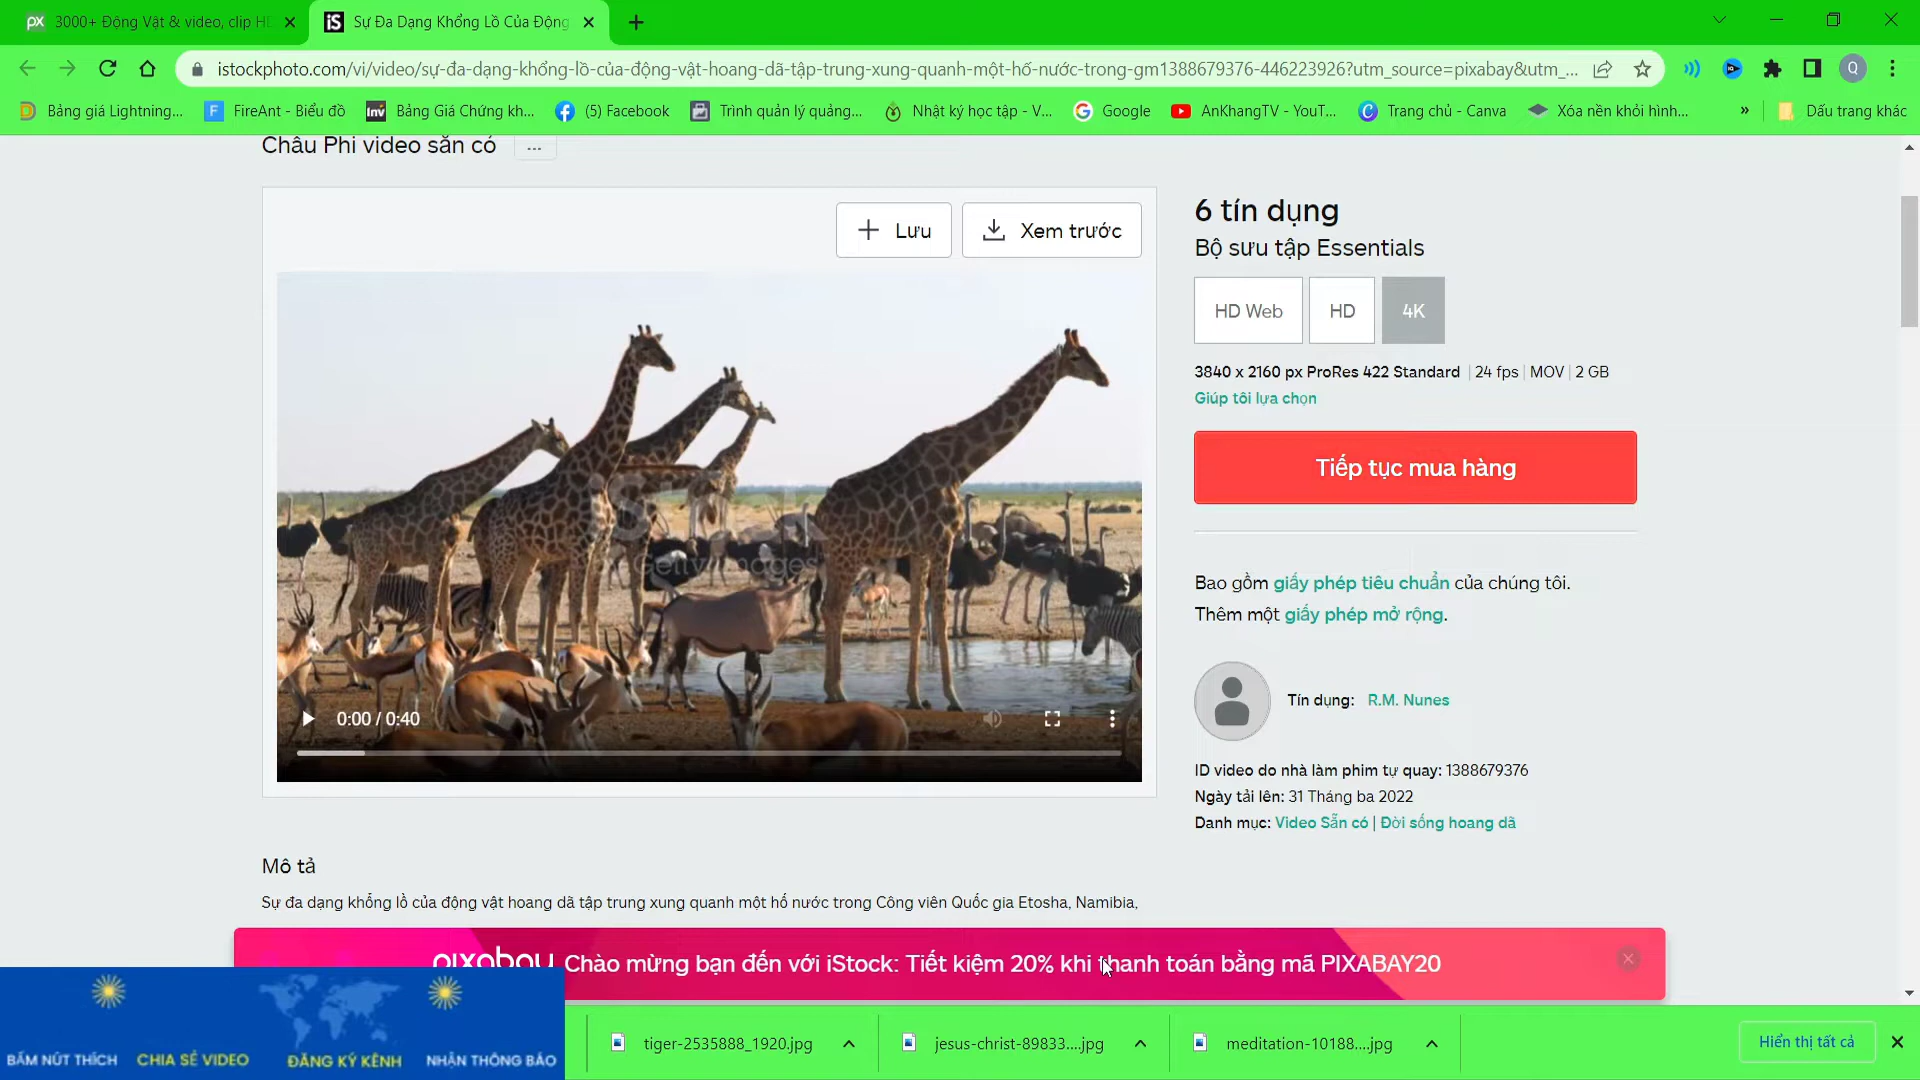 3000+ Động Vật & video, clip HD
Sự Đa Dạng Khổng Lồ Của Động
istockphoto.com/vi/video/sự-đa-dạng-khổng-lồ-của-động-vật-hoang-dã-tập-trung-xung-quanh-một-hố-nước-trong-gm1388679376-446223926?utm_source=pixabay&utm_...
Q
Bảng giá Lightning...
FireAnt - Biểu đồ
Inv Bảng Giá Chứng kh...
(5) Facebook
Trình quản lý quảng...
Nhật ký học tập - V...
Google
AnKhangTV - YouT...
Trang chủ - Canva
Xóa nền khỏi hình...
»
Dấu trang khác
Châu Phi video sẵn có ...
Lưu
Xem trước
iStock
Gettyimages
0:00 / 0:40
6 tín dụng
Bộ sưu tập Essentials
HD Web HD 4K
3840 x 2160 px ProRes 422 Standard | 24 fps | MOV | 2 GB
Giúp tôi lựa chọn
Tiếp tục mua hàng
Bao gồm giấy phép tiêu chuẩn của chúng tôi.
Thêm một giấy phép mở rộng.
Tín dụng: R.M. Nunes
ID video do nhà làm phim tự quay: 1388679376
Ngày tải lên: 31 Tháng ba 2022
Danh mục: Video Sẵn có | Đời sống hoang dã
Mô tả
Sự đa dạng khổng lồ của động vật hoang dã tập trung xung quanh một hố nước trong Công viên Quốc gia Etosha, Namibia,
pixabay Chào mừng bạn đến với iStock: Tiết kiệm 20% khi thanh toán bằng mã PIXABAY20
BẤM NÚT THÍCH CHIA SẺ VIDEO ĐĂNG KÝ KÊNH NHẬN THÔNG BÁO
tiger-2535888_1920.jpg
jesus-christ-89833....jpg
meditation-10188....jpg
Hiển thị tất cả